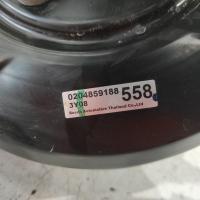 0204859188 558
3Y08
Bosch Automotive Thailand Co.,Ltd